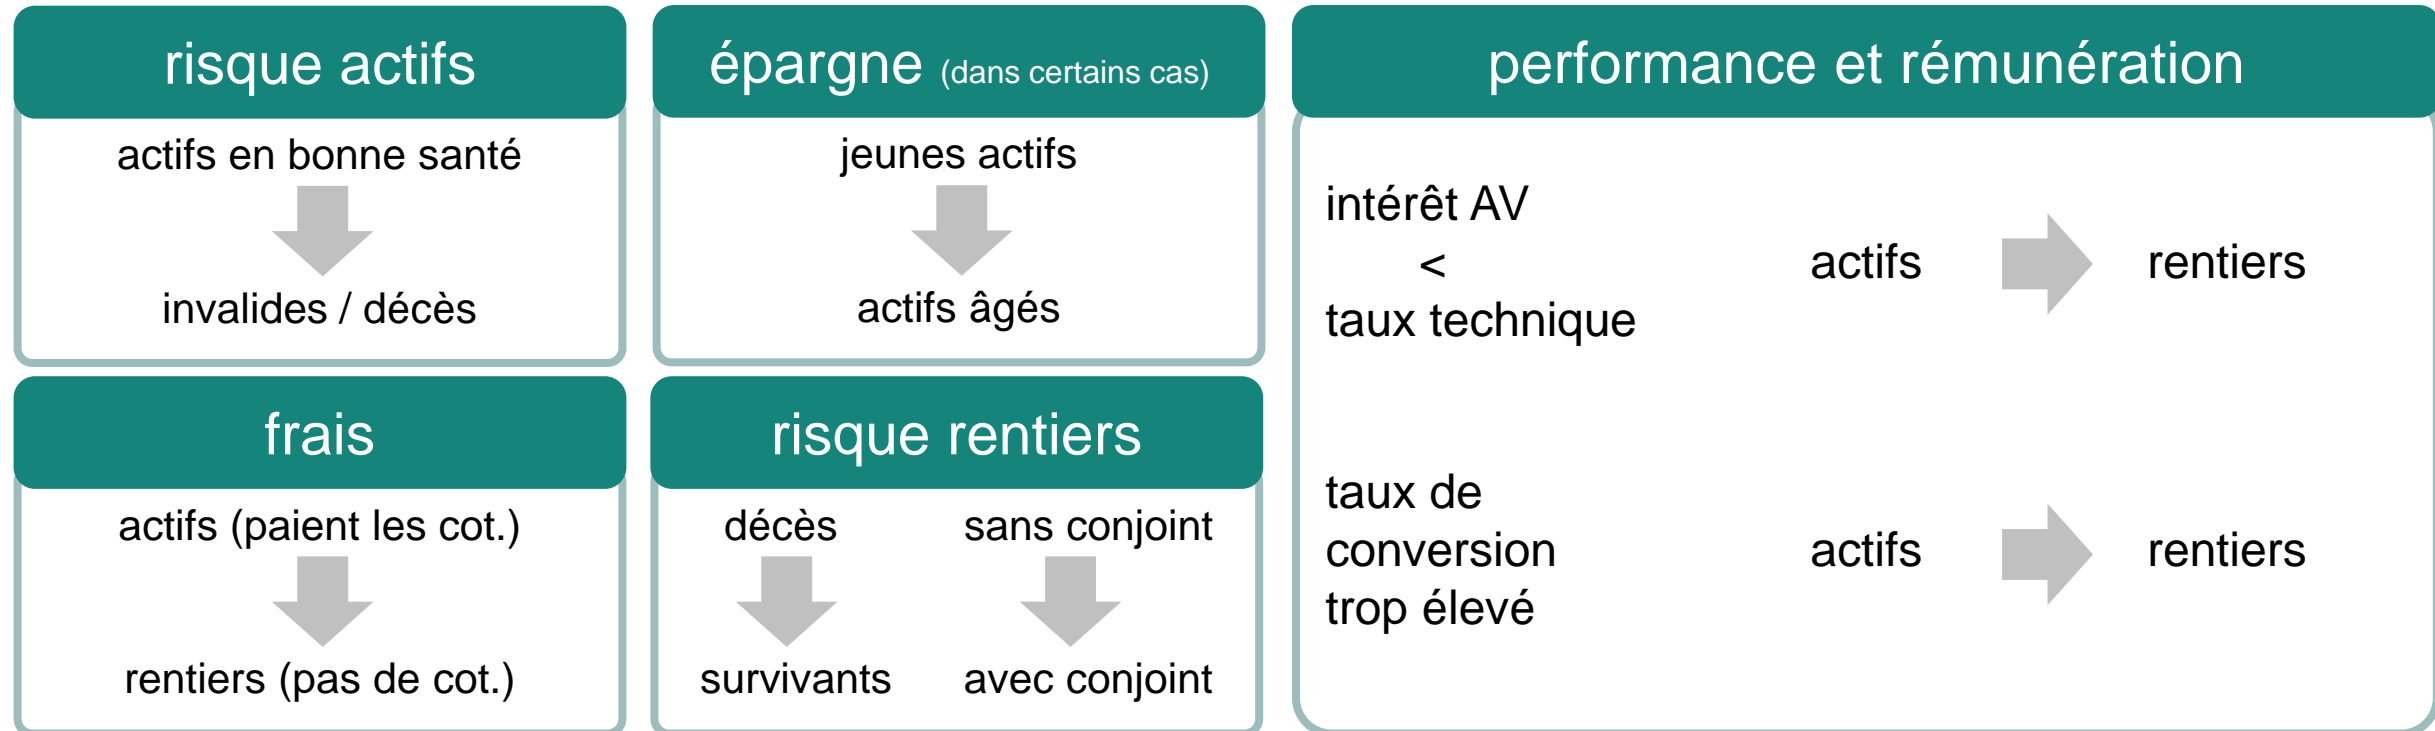 risque actifs
actifs en bonne santé
invalides / décès
épargne (dans certains cas)
jeunes actifs
actifs âgés
performance et rémunération
intérêt AV
<
taux technique
actifs
rentiers
taux de
conversion
trop élevé
actifs
rentiers
frais
actifs (paient les cot.)
rentiers (pas de cot.)
risque rentiers
décès
survivants
sans conjoint
avec conjoint